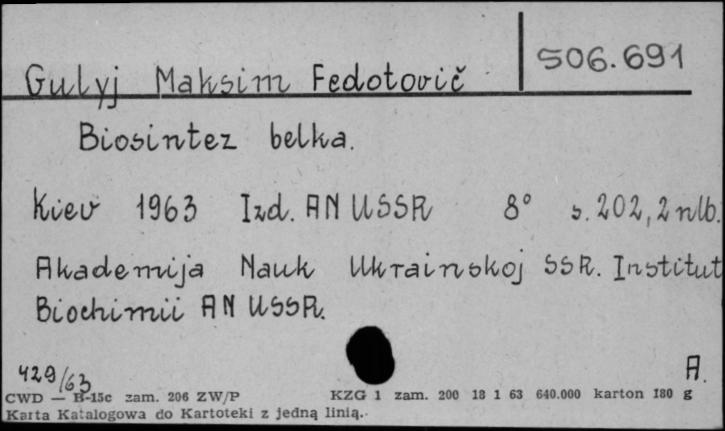 506.691
Gulyj Maksim Fedotovič
Biosintez belka.
Kiev 1963 Izd. AN USSR 8° s. 202, 2 nlb.
Akademija Nauk Ukrainskoj SSR. Institut
Biochimii AN USSR.
429/63
A.
CWD — B-15c zam. 206 ZW/P KZG 1 zam. 200 18 1 63 640.000 karton 180 g
Karta Katalogowa do Kartoteki z jedną linią.